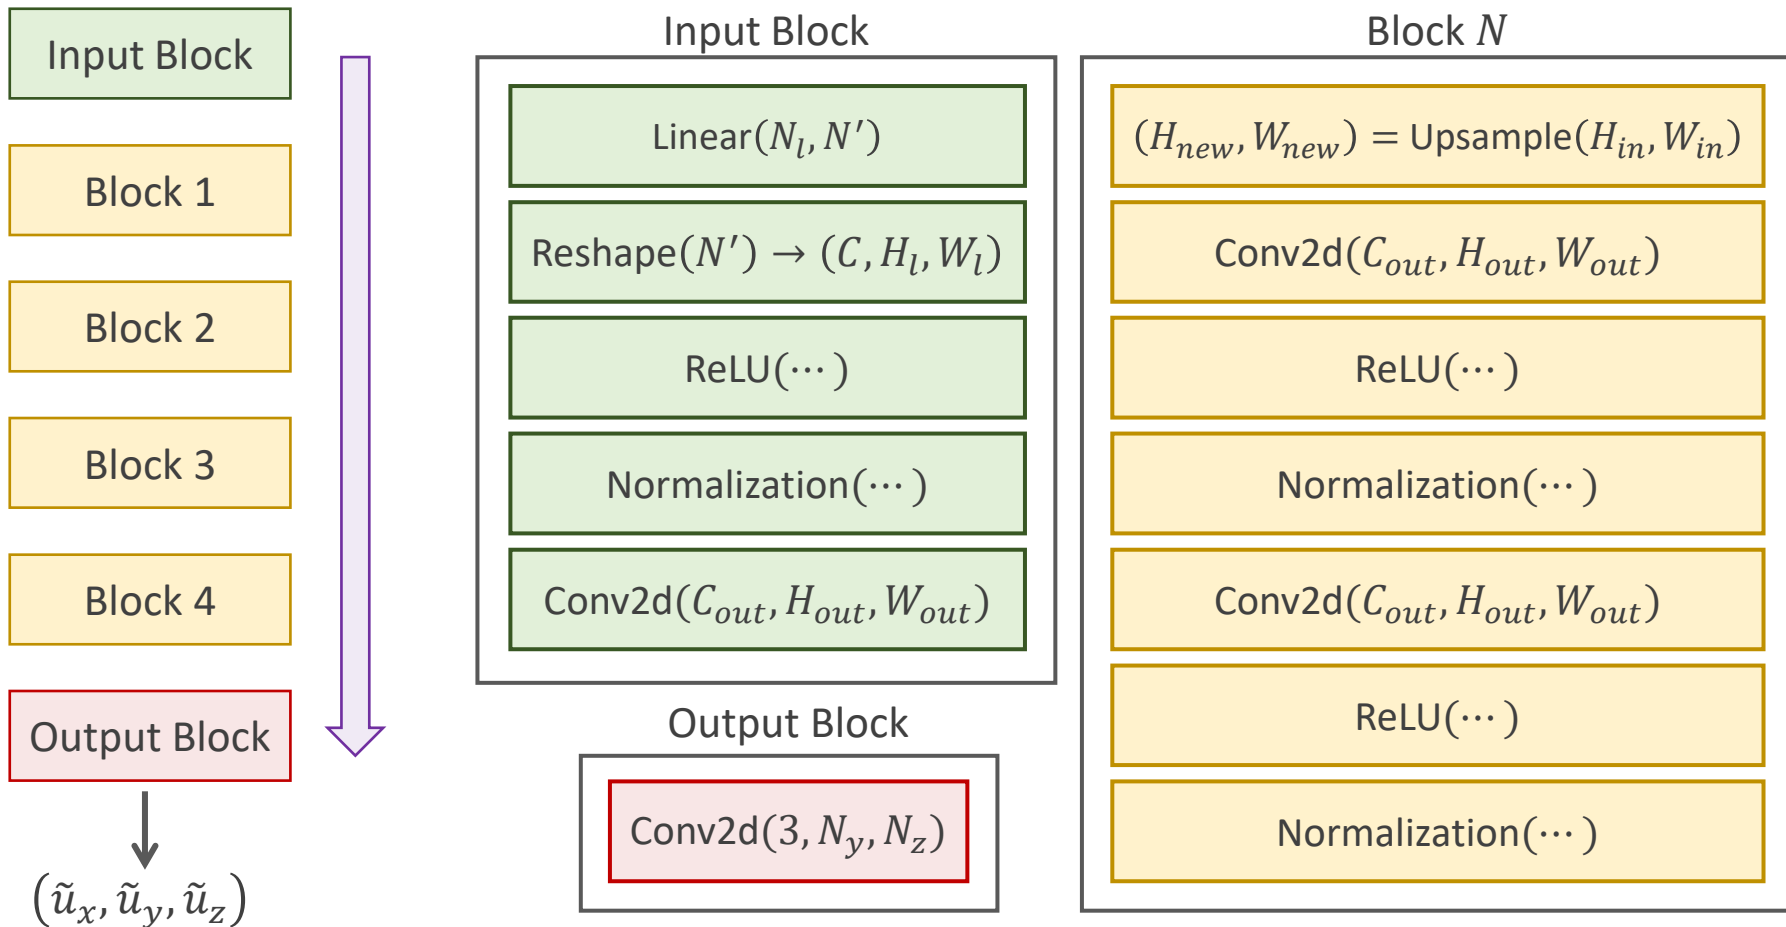 Input Block
Block 1
Block 2
Block 3
Block 4
Output Block
(ũ_x, ũ_y, ũ_z)
Input Block
Linear(N_l, N′)
Reshape(N′) → (C, H_l, W_l)
ReLU(⋯)
Normalization(⋯)
Conv2d(C_out, H_out, W_out)
Output Block
Conv2d(3, N_y, N_z)
Block N
(H_new, W_new) = Upsample(H_in, W_in)
Conv2d(C_out, H_out, W_out)
ReLU(⋯)
Normalization(⋯)
Conv2d(C_out, H_out, W_out)
ReLU(⋯)
Normalization(⋯)